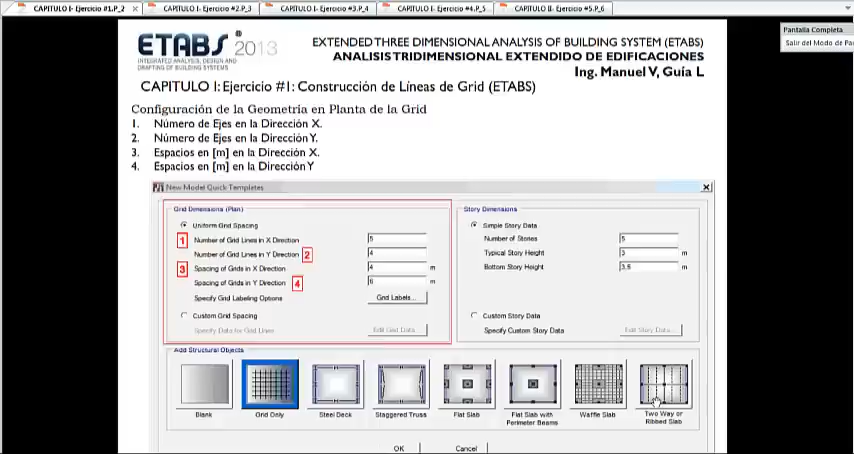 CAPITULO I- Ejercicio #1.P_2
CAPITULO I- Ejercicio #2.P_3
CAPITULO I- Ejercicio #3.P_4
CAPITULO I- Ejercicio #4.P_5
CAPITULO II- Ejercicio #5.P_6
Pantalla Completa
Salir del Modo de Pa
ETABS® 2013
INTEGRATED ANALYSIS, DESIGN AND
DRAFTING OF BUILDING SYSTEMS
EXTENDED THREE DIMENSIONAL ANALYSIS OF BUILDING SYSTEM (ETABS)
ANALISIS TRIDIMENSIONAL EXTENDIDO DE EDIFICACIONES
Ing. Manuel V, Guía L
CAPITULO I: Ejercicio #1: Construcción de Líneas de Grid (ETABS)
Configuración de la Geometría en Planta de la Grid
1. Número de Ejes en la Dirección X.
2. Número de Ejes en la Dirección Y.
3. Espacios en [m] en la Dirección X.
4. Espacios en [m] en la Dirección Y
New Model Quick Templates
Grid Dimensions (Plan)
Uniform Grid Spacing
1 Number of Grid Lines in X Direction 5
Number of Grid Lines in Y Direction 2 4
3 Spacing of Grids in X Direction 4 m
Spacing of Grids in Y Direction 4 6 m
Specify Grid Labeling Options Grid Labels...
Custom Grid Spacing
Specify Data for Grid Lines Edit Grid Data...
Story Dimensions
Simple Story Data
Number of Stories 5
Typical Story Height 3 m
Bottom Story Height 3.5 m
Custom Story Data
Specify Custom Story Data Edit Story Data...
Add Structural Objects
Blank
Grid Only
Steel Deck
Staggered Truss
Flat Slab
Flat Slab with
Perimeter Beams
Waffle Slab
Two Way or
Ribbed Slab
OK
Cancel